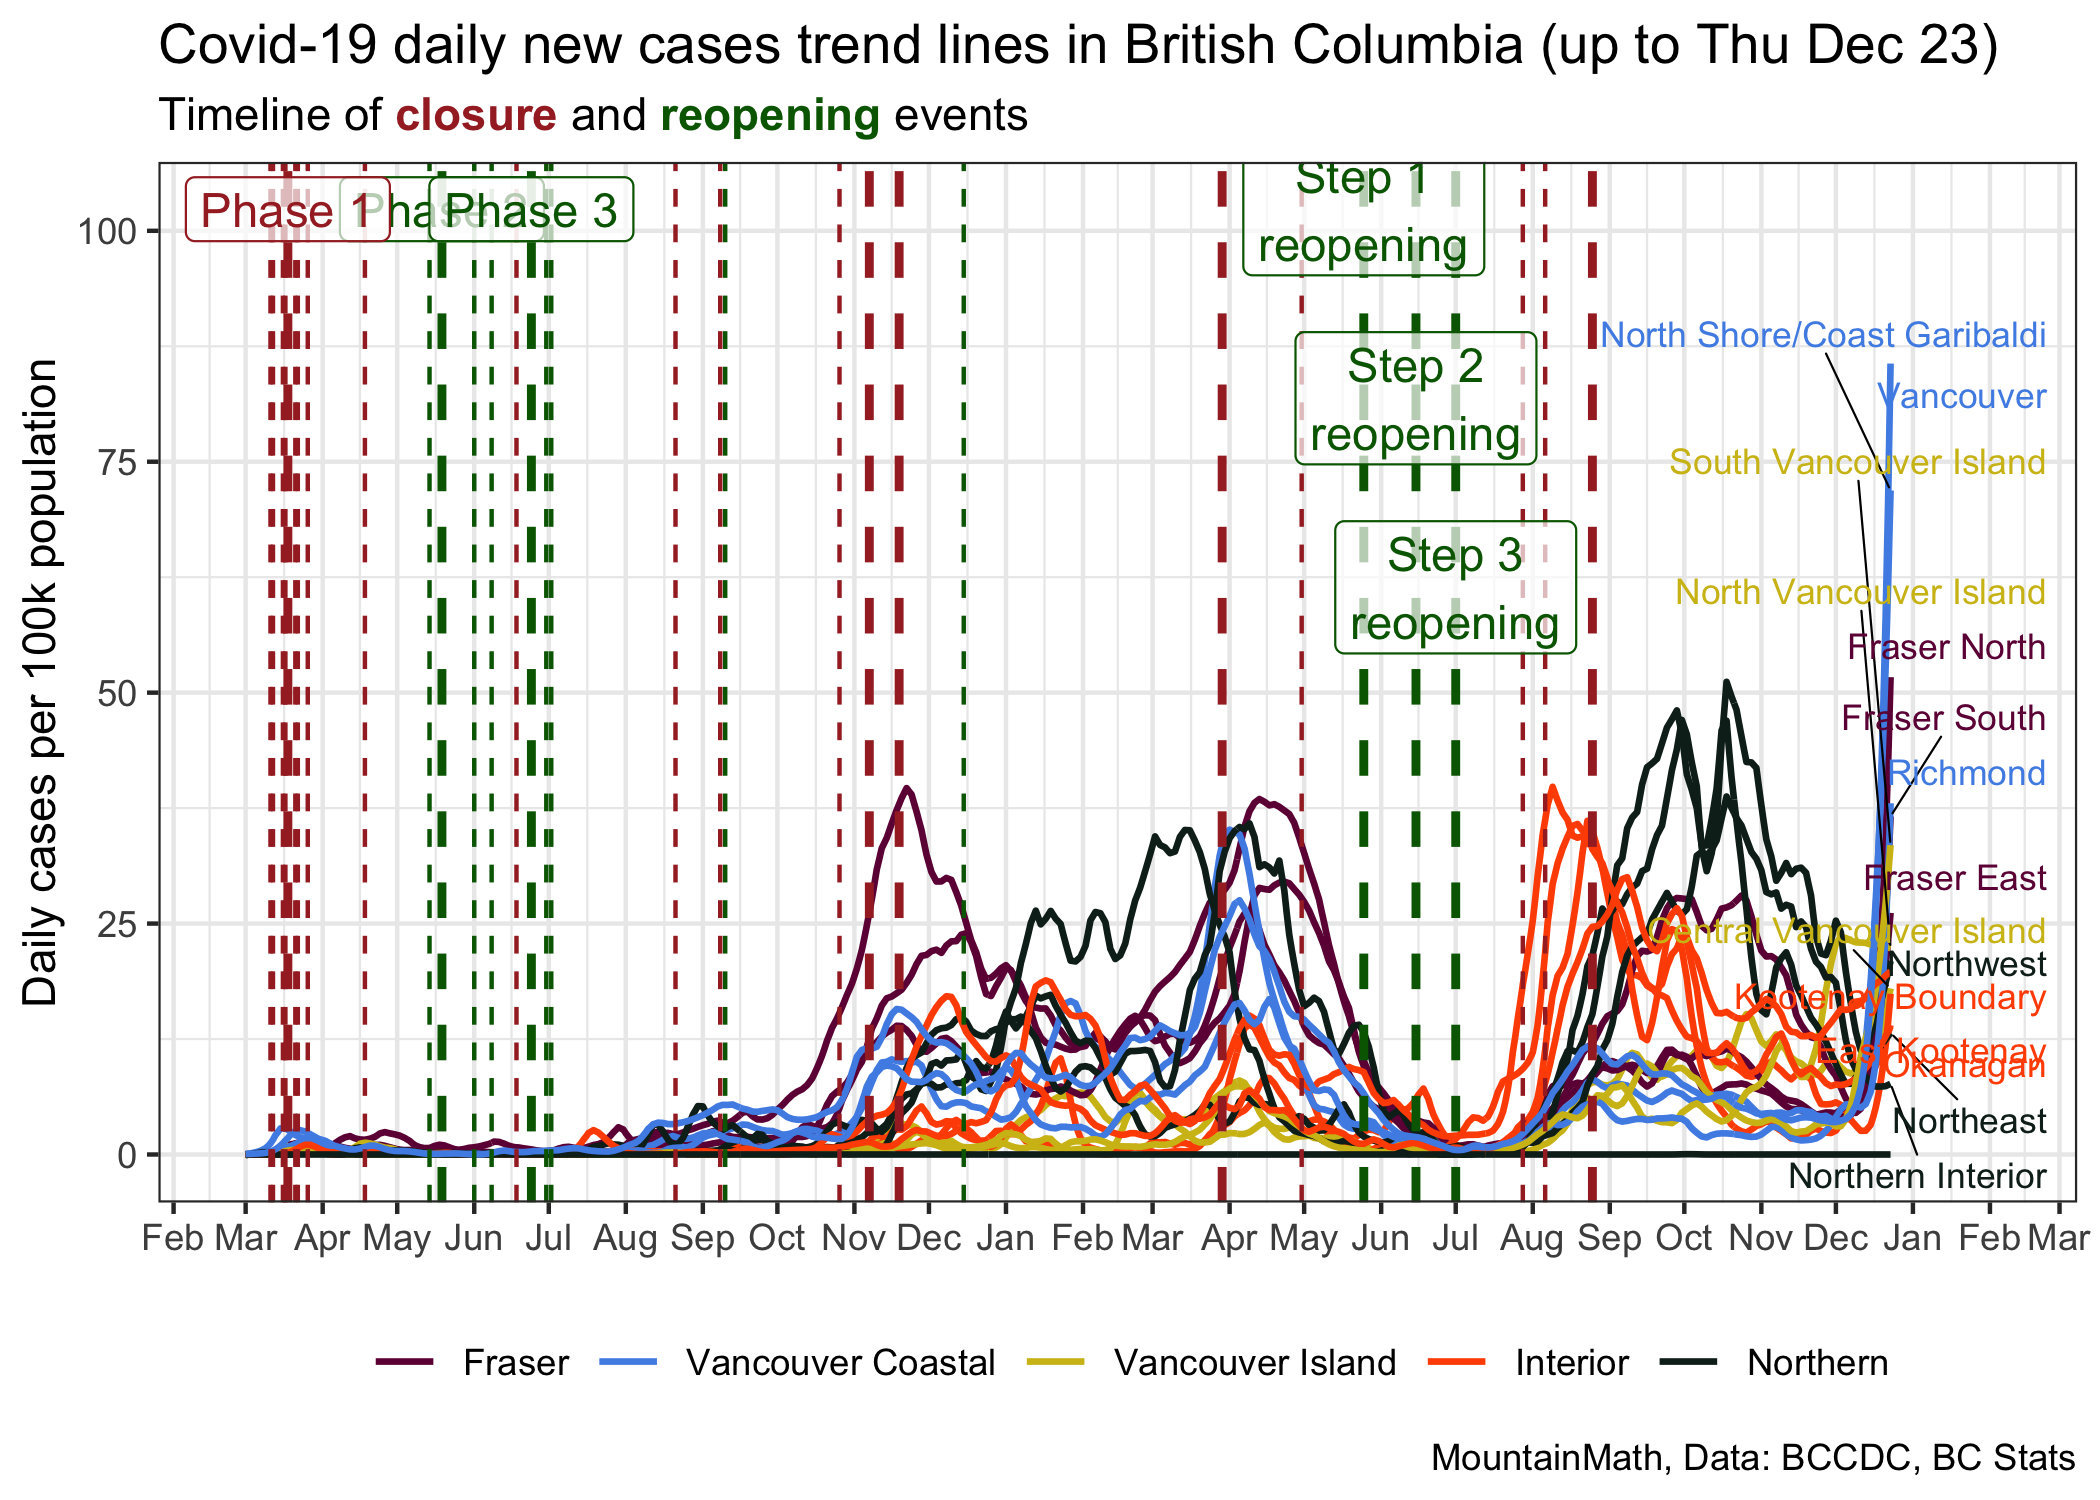 Covid-19 daily new cases trend lines in British Columbia (up to Thu Dec 23)
Timeline of closure and reopening events
Daily cases per 100k population
100
75
50
25
0
Phase 1
Phase 2
Phase 3
Step 1
reopening
Step 2
reopening
Step 3
reopening
North Shore/Coast Garibaldi
Vancouver
South Vancouver Island
North Vancouver Island
Fraser North
Fraser South
Richmond
Fraser East
Central Vancouver Island
Northwest
Kootenay Boundary
East Kootenay
Okanagan
Northeast
Northern Interior
Feb Mar Apr May Jun Jul Aug Sep Oct Nov Dec Jan Feb Mar Apr May Jun Jul Aug Sep Oct Nov Dec Jan Feb Mar
Fraser Vancouver Coastal Vancouver Island Interior Northern
MountainMath, Data: BCCDC, BC Stats